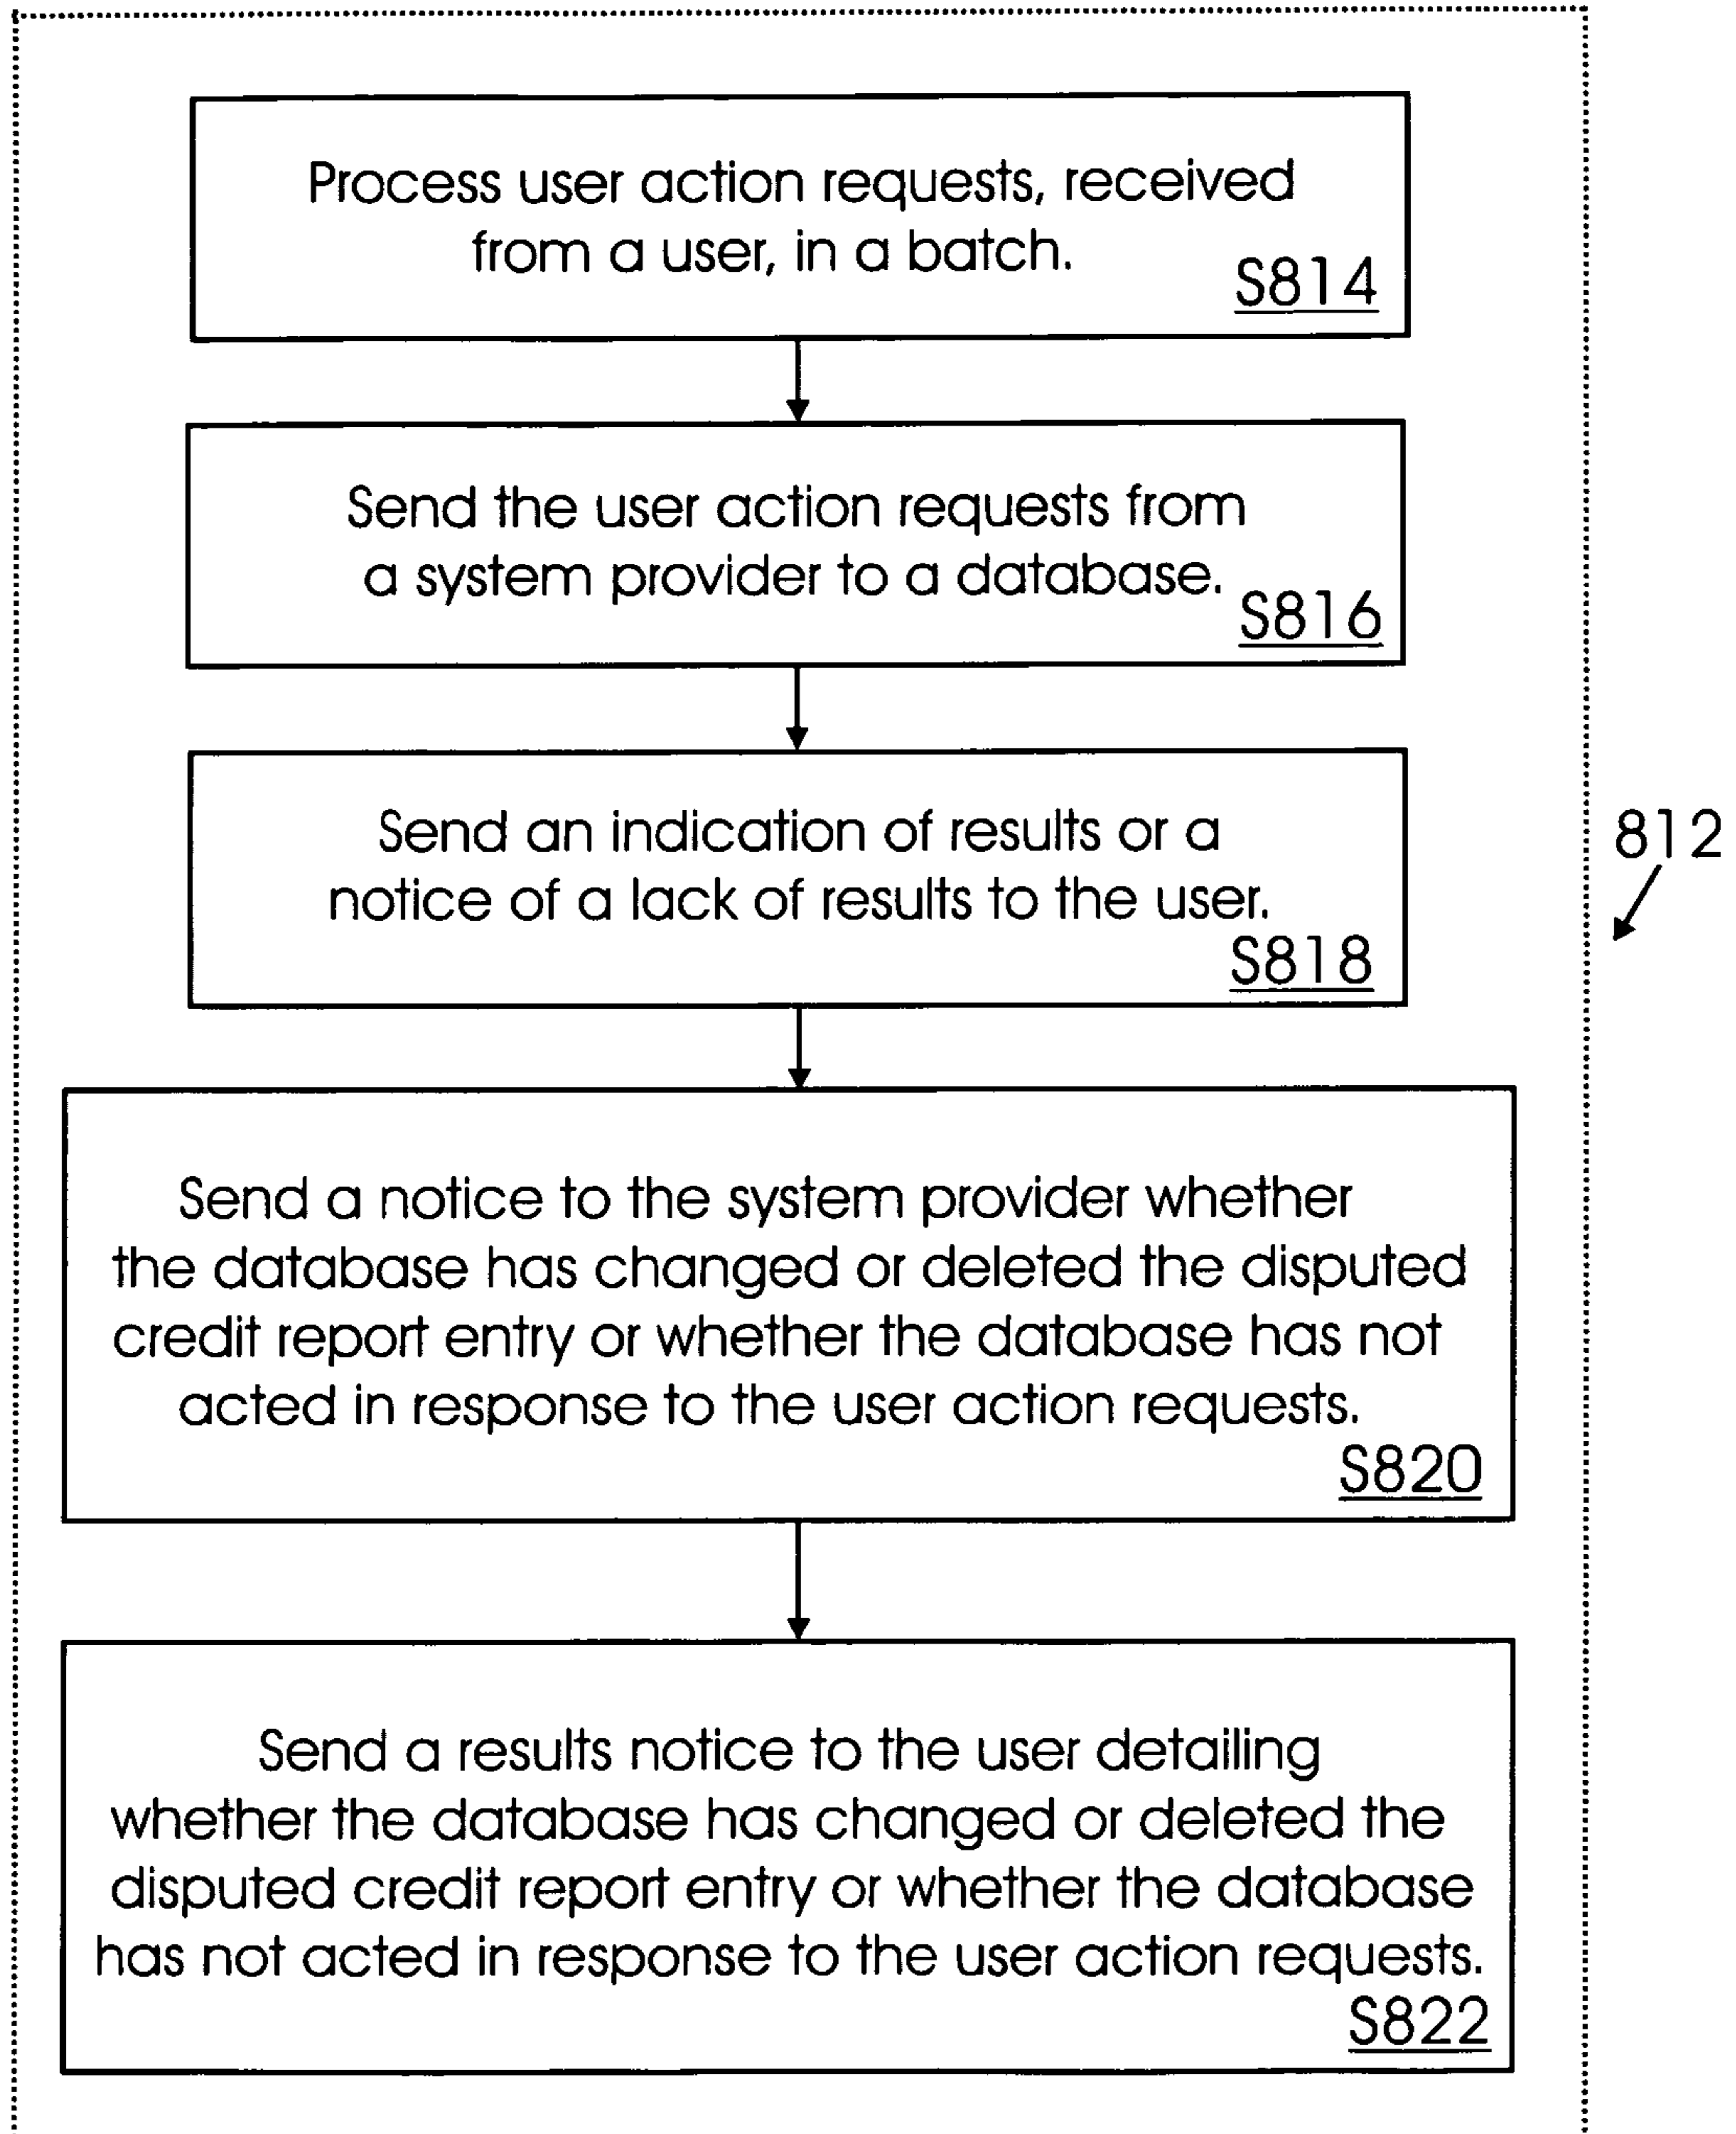 Process user action requests, received
from a user, in a batch.
S814
Send the user action requests from
a system provider to a database.
S816
Send an indication of results or a
notice of a lack of results to the user.
S818
812
Send a notice to the system provider whether
the database has changed or deleted the disputed
credit report entry or whether the database has not
acted in response to the user action requests.
S820
Send a results notice to the user detailing
whether the database has changed or deleted the
disputed credit report entry or whether the database
has not acted in response to the user action requests.
S822